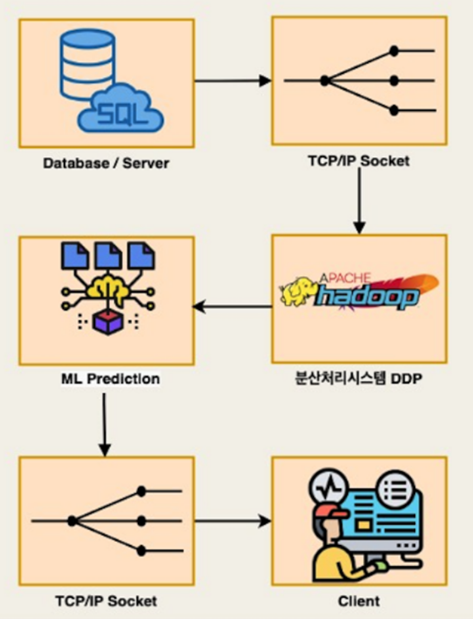 SQL
Database / Server
TCP/IP Socket
APACHE
hadoop
분산처리시스템 DDP
ML Prediction
TCP/IP Socket
Client